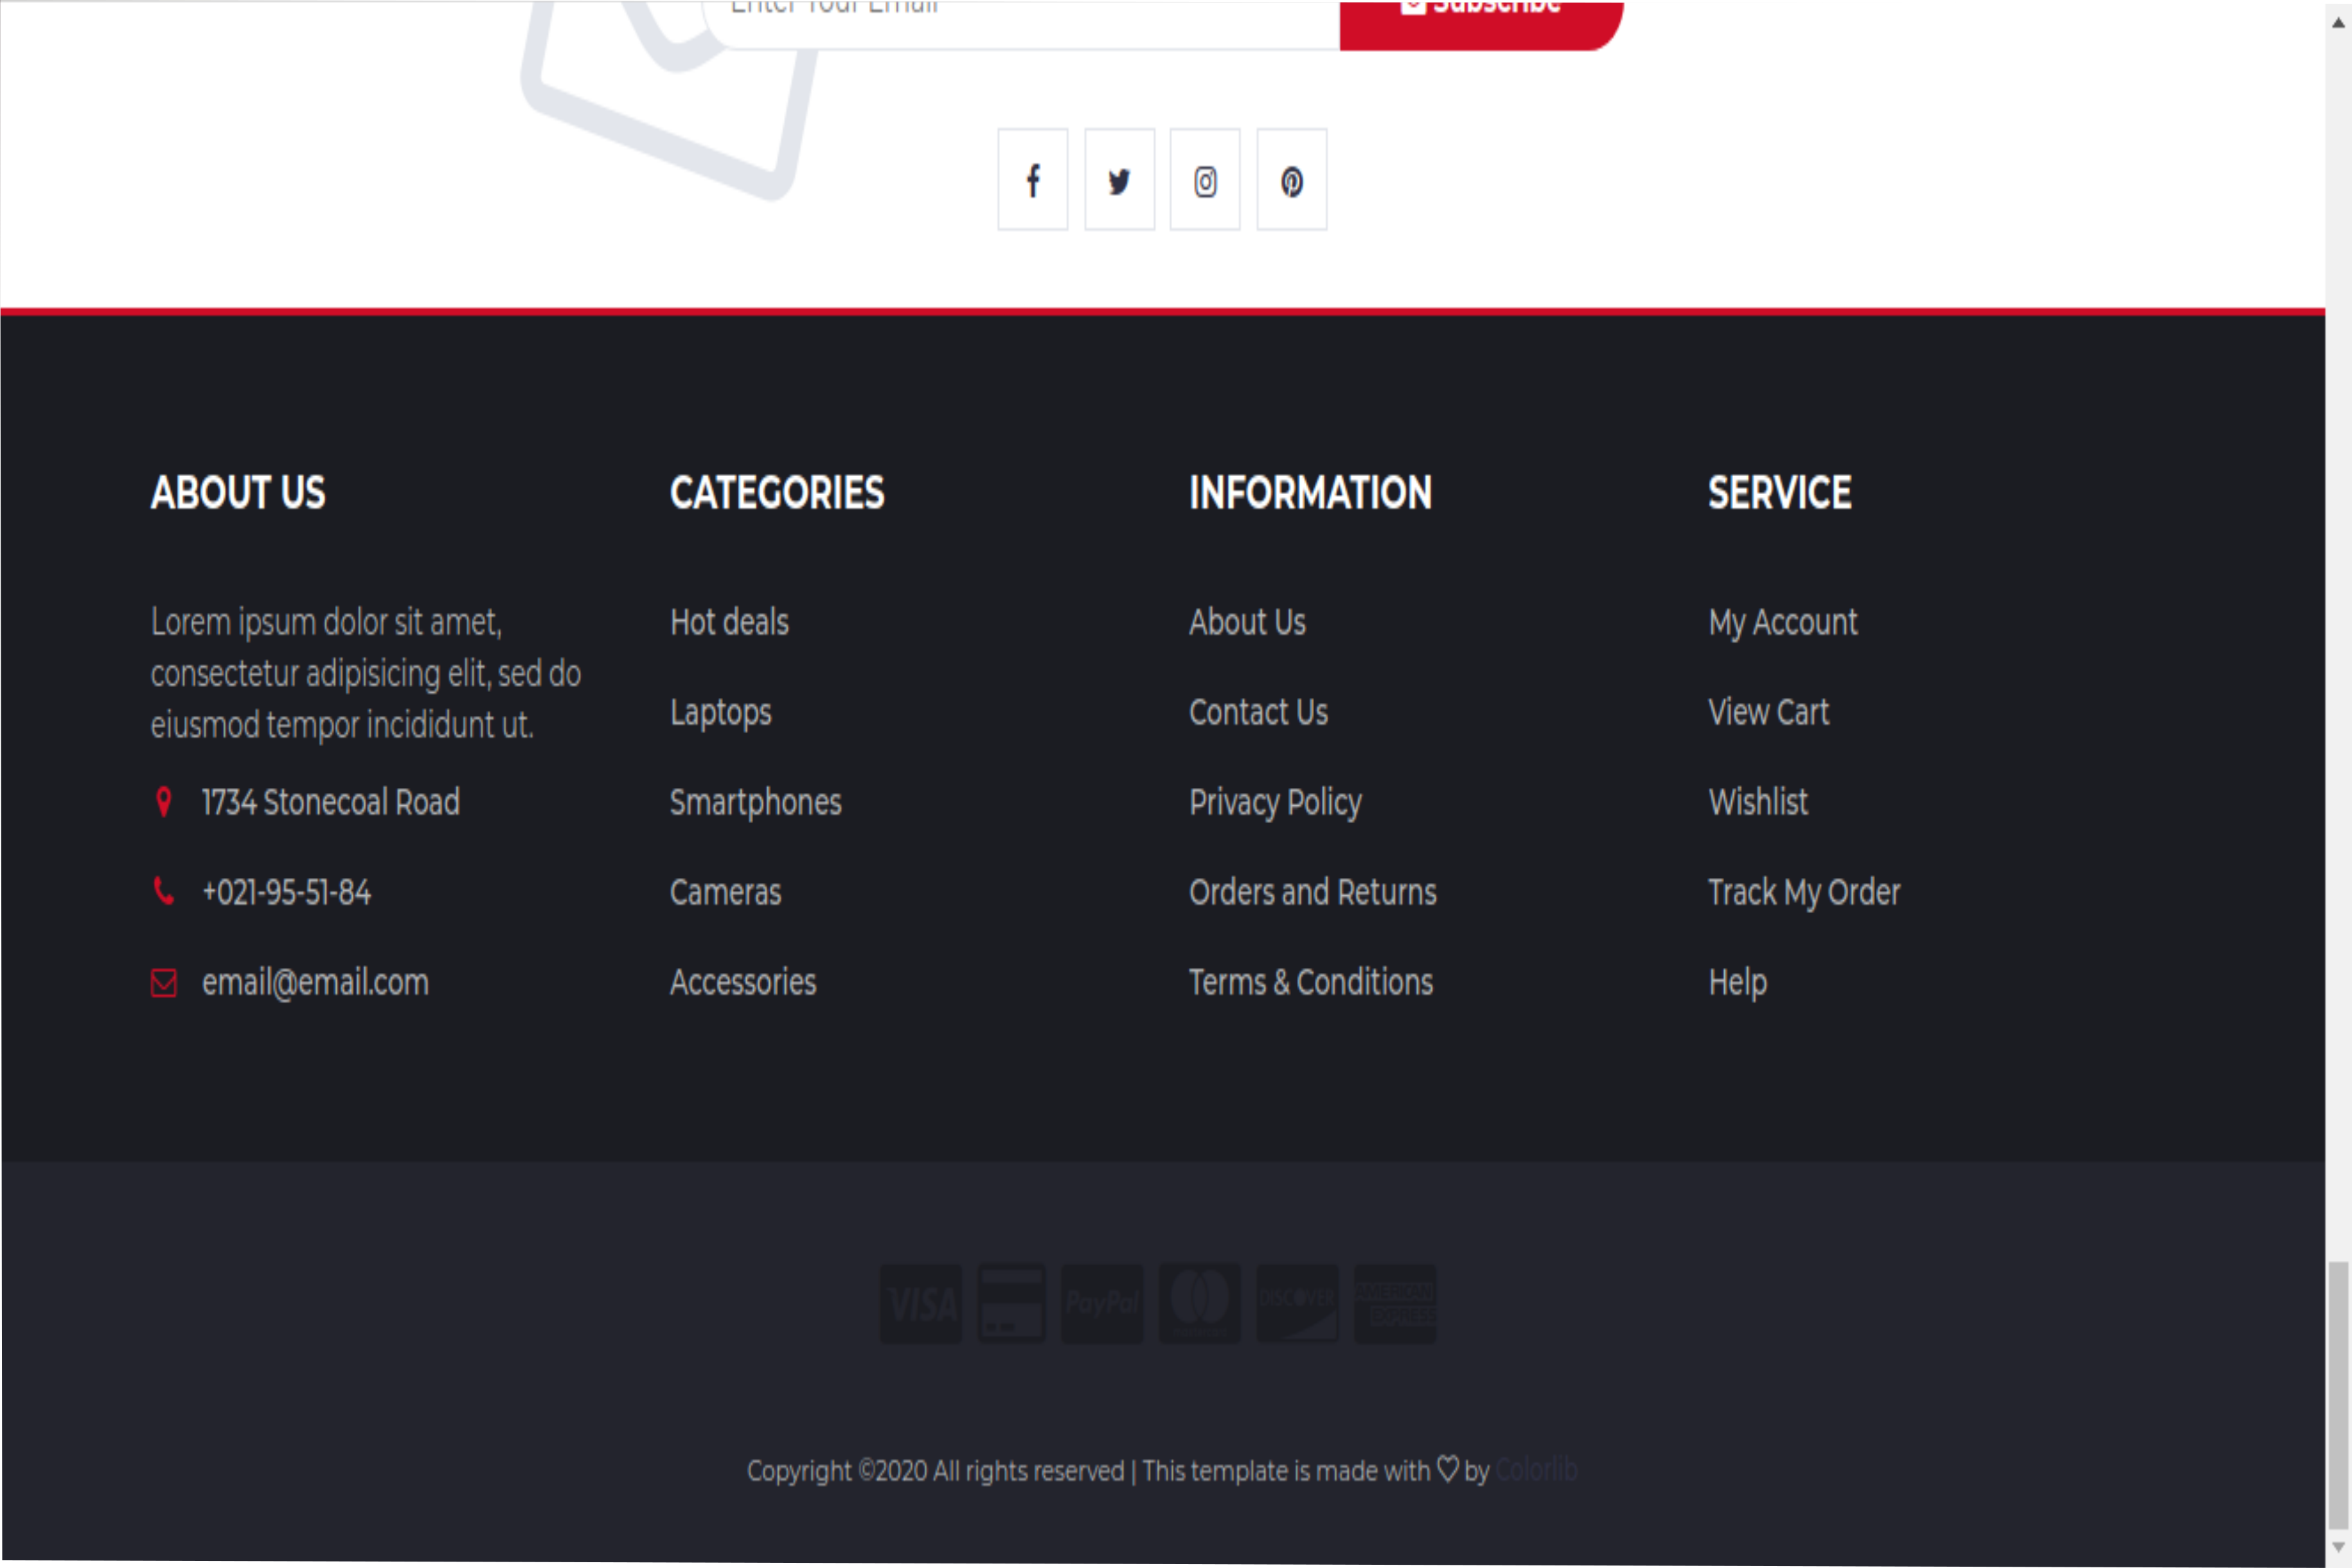 Enter Your Email
Subscribe
ABOUT US
Lorem ipsum dolor sit amet,
consectetur adipisicing elit, sed do
eiusmod tempor incididunt ut.
1734 Stonecoal Road
+021-95-51-84
email@email.com
CATEGORIES
Hot deals
Laptops
Smartphones
Cameras
Accessories
INFORMATION
About Us
Contact Us
Privacy Policy
Orders and Returns
Terms & Conditions
SERVICE
My Account
View Cart
Wishlist
Track My Order
Help
VISA
PayPal
DISCOVER
AMERICAN
EXPRESS
Copyright ©2020 All rights reserved | This template is made with ♡ by Colorlib